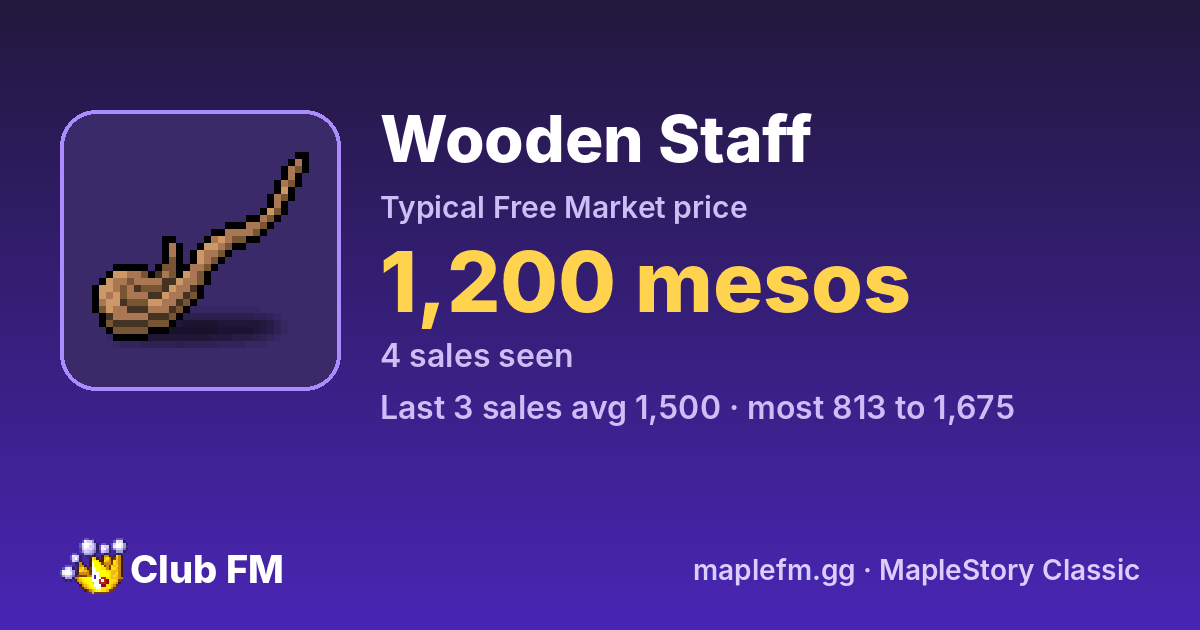 Wooden Staff
Typical Free Market price
1,200 mesos
4 sales seen
Last 3 sales avg 1,500 · most 813 to 1,675
Club FM
maplefm.gg · MapleStory Classic